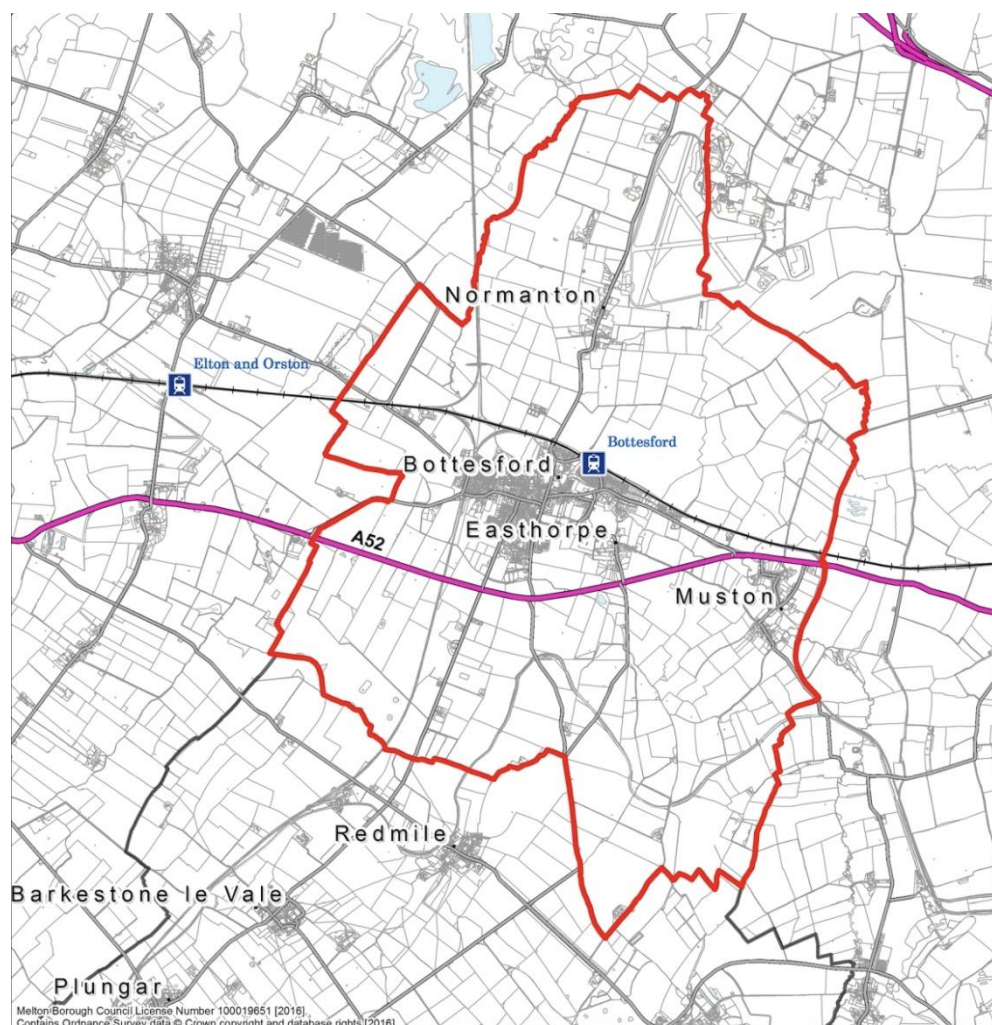 Normanton
Elton and Orston
Bottesford
Bottesford
Easthorpe
A52
Muston
Redmile
Barkestone le Vale
Plungar
Melton Borough Council License Number 100019651 [2016].
Contains Ordnance Survey data © Crown copyright and database rights [2016]